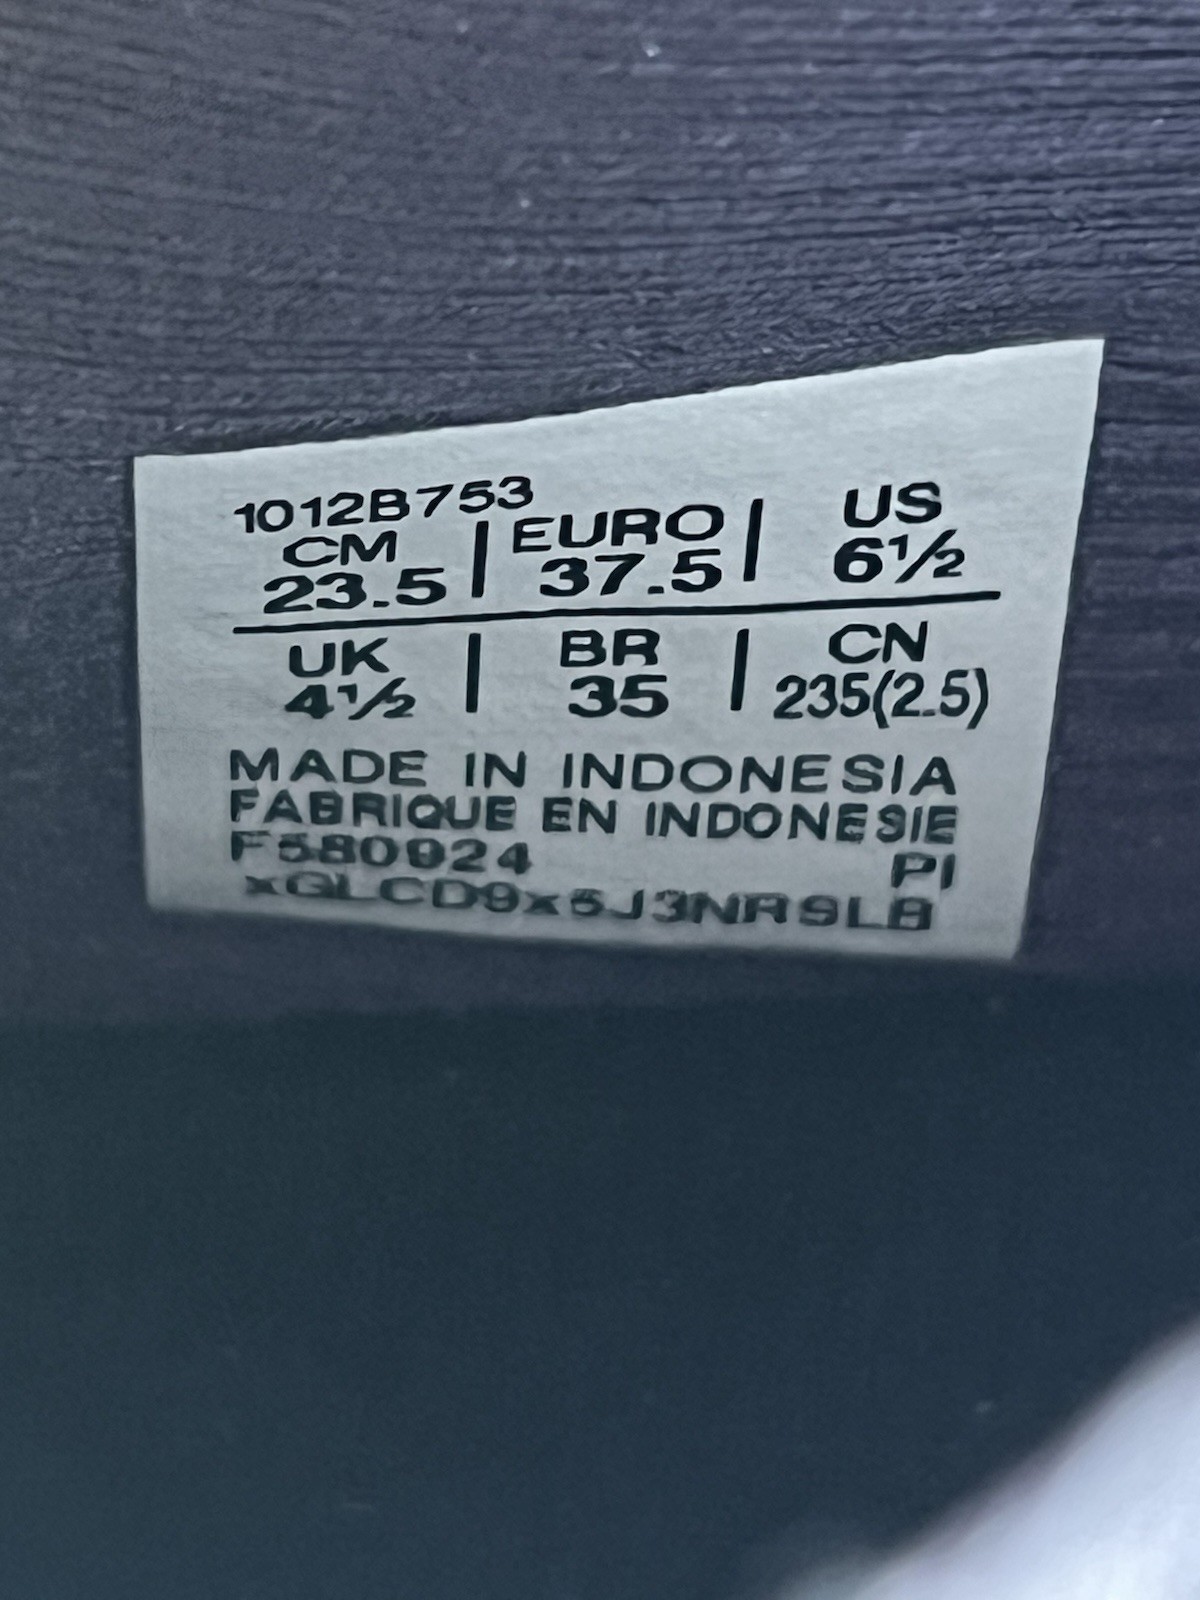 1012B753
CM | EURO | US
23.5 | 37.5 | 6½
UK | BR | CN
4½ | 35 | 235(2.5)
MADE IN INDONESIA
FABRIQUE EN INDONESIE
F580924 PI
xGLCD9x5J3NR9LB